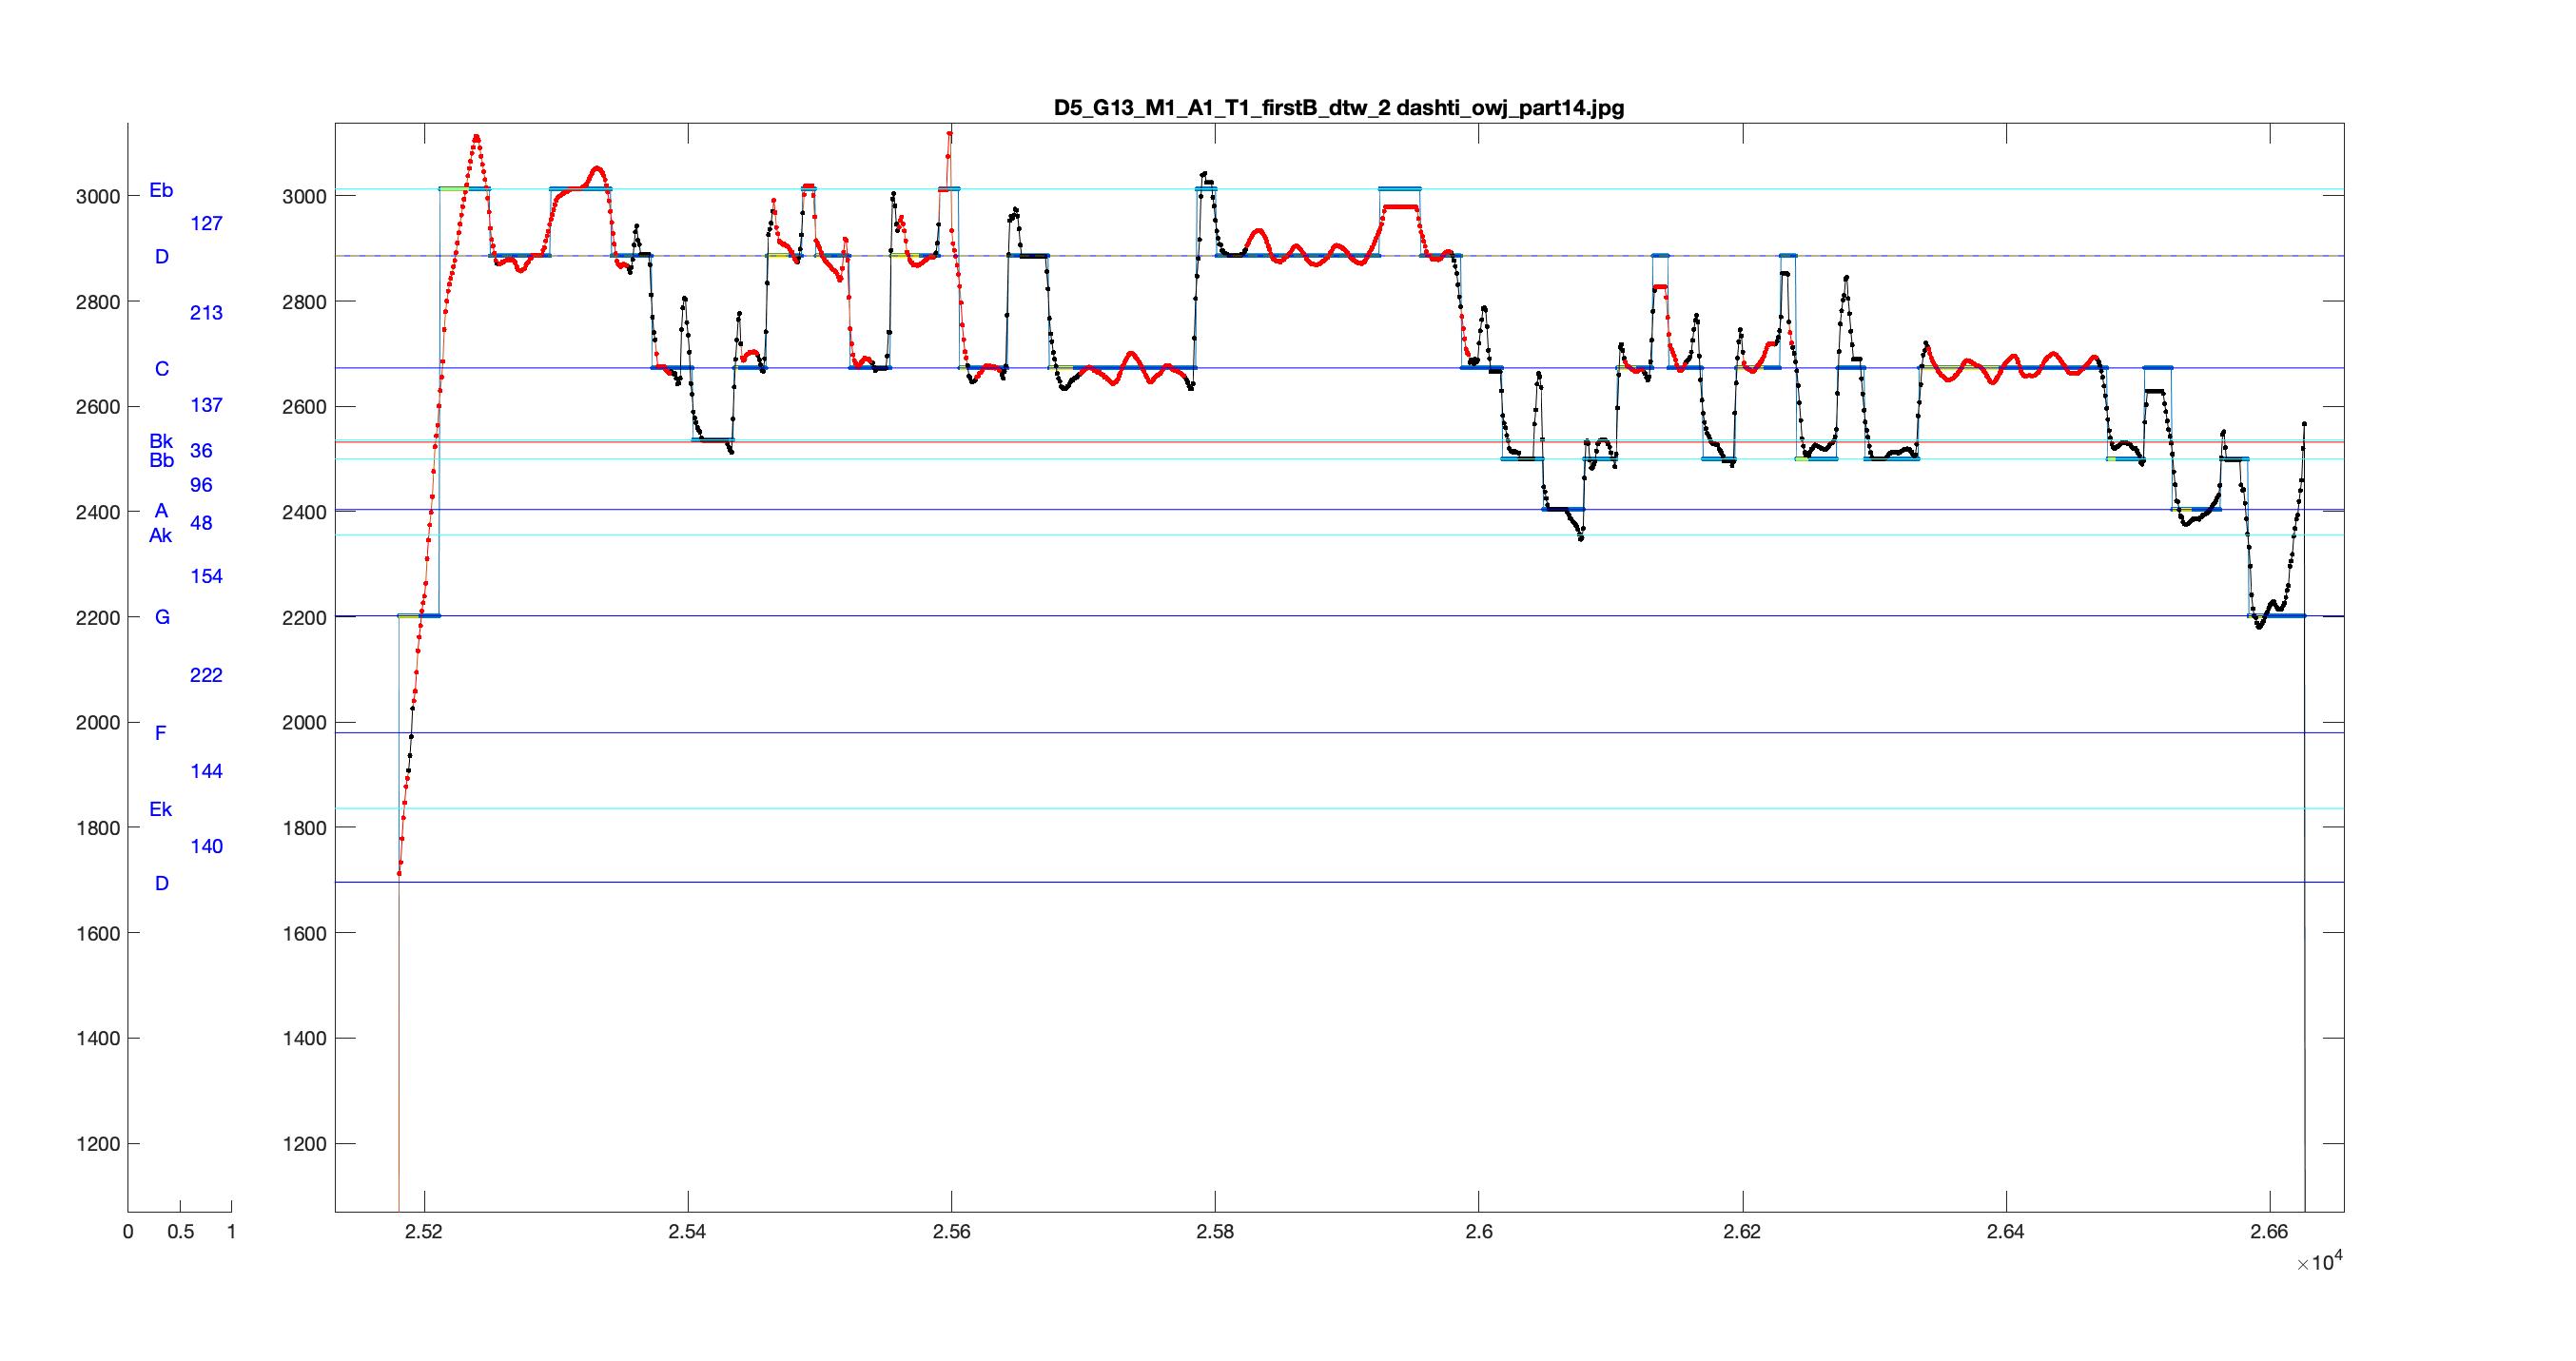 D5_G13_M1_A1_T1_firstB_dtw_2 dashti_owj_part14.jpg
3000 Eb 3000
127
D
2800 2800
213
C
2600 137 2600
Bk
36
Bb
96
2400 A 2400
48
Ak
154
2200 G 2200
222
2000 F 2000
144
Ek
1800 1800
140
D
1600 1600
1400 1400
1200 1200
0 0.5 1 2.52 2.54 2.56 2.58 2.6 2.62 2.64 2.66
×10⁴